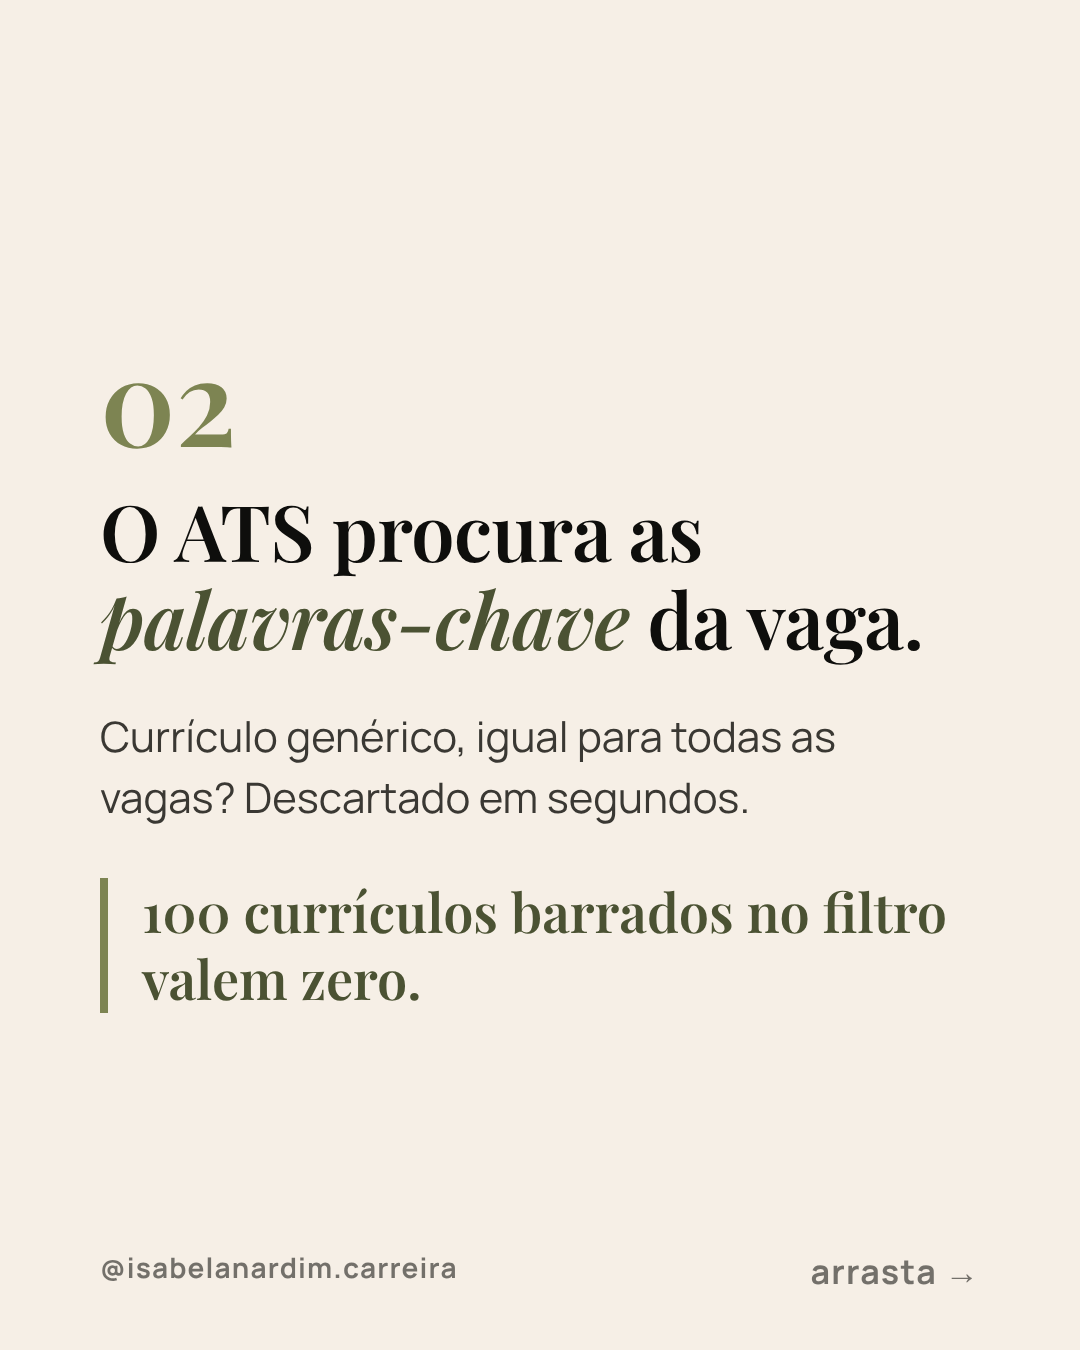 02
O ATS procura as
palavras-chave da vaga.
Currículo genérico, igual para todas as
vagas? Descartado em segundos.
100 currículos barrados no filtro
valem zero.
@isabelanardim.carreira
arrasta →